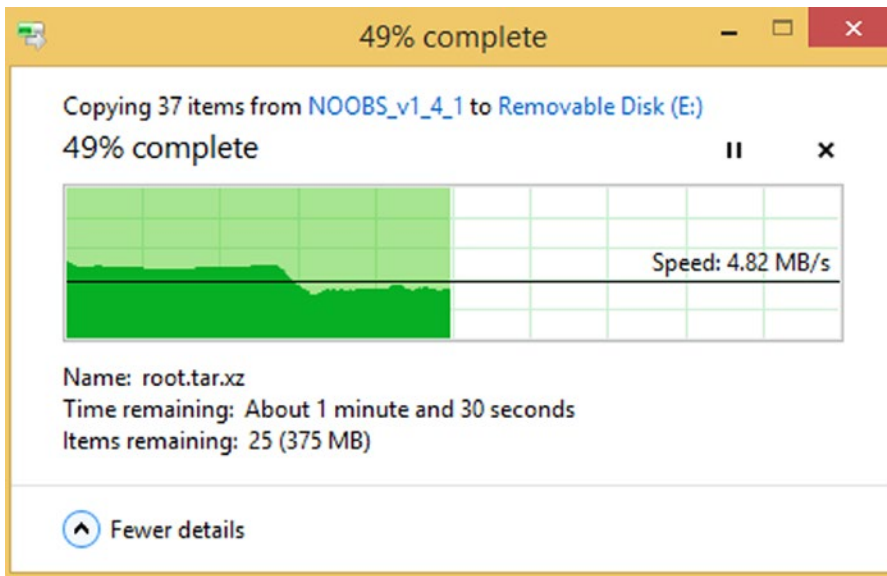 49% complete
Copying 37 items from NOOBS_v1_4_1 to Removable Disk (E:)
49% complete
Speed: 4.82 MB/s
Name: root.tar.xz
Time remaining: About 1 minute and 30 seconds
Items remaining: 25 (375 MB)
Fewer details